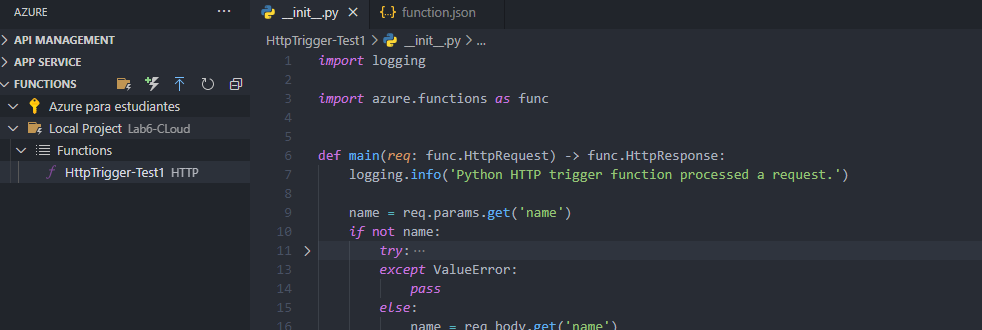 AZURE ···
API MANAGEMENT
APP SERVICE
FUNCTIONS
Azure para estudiantes
Local Project Lab6-CLoud
Functions
HttpTrigger-Test1 HTTP
__init__.py
function.json
HttpTrigger-Test1 > __init__.py > ...
1 import logging
2
3 import azure.functions as func
4
5
6 def main(req: func.HttpRequest) -> func.HttpResponse:
7 logging.info('Python HTTP trigger function processed a request.')
8
9 name = req.params.get('name')
10 if not name:
11 try:···
13 except ValueError:
14 pass
15 else:
16 name = req_body.get('name')